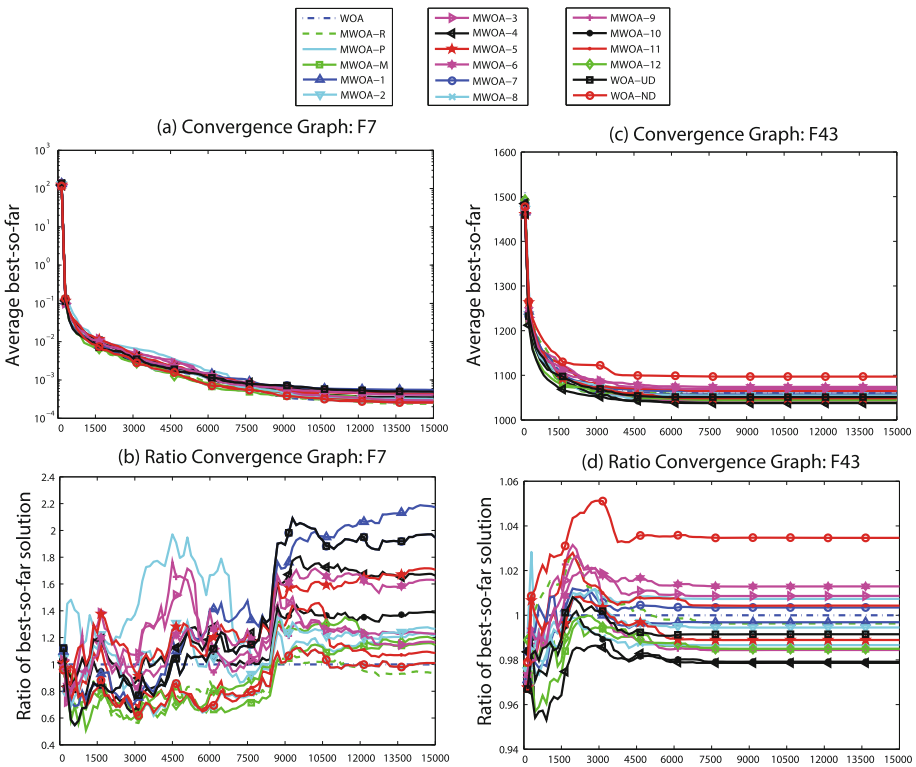 WOA
MWOA-R
MWOA-P
MWOA-M
MWOA-1
MWOA-2
MWOA-3
MWOA-4
MWOA-5
MWOA-6
MWOA-7
MWOA-8
MWOA-9
MWOA-10
MWOA-11
MWOA-12
WOA-UD
WOA-ND
(a) Convergence Graph: F7
Average best-so-far
10³
10²
10¹
10⁰
10⁻¹
10⁻²
10⁻³
10⁻⁴
0 1500 3000 4500 6000 7500 9000 10500 12000 13500 15000
(c) Convergence Graph: F43
Average best-so-far
1600
1500
1400
1300
1200
1100
1000
0 1500 3000 4500 6000 7500 9000 10500 12000 13500 15000
(b) Ratio Convergence Graph: F7
Ratio of best-so-far solution
2.4
2.2
2
1.8
1.6
1.4
1.2
1
0.8
0.6
0.4
0 1500 3000 4500 6000 7500 9000 10500 12000 13500 15000
(d) Ratio Convergence Graph: F43
Ratio of best-so-far solution
1.06
1.04
1.02
1
0.98
0.96
0.94
0 1500 3000 4500 6000 7500 9000 10500 12000 13500 15000